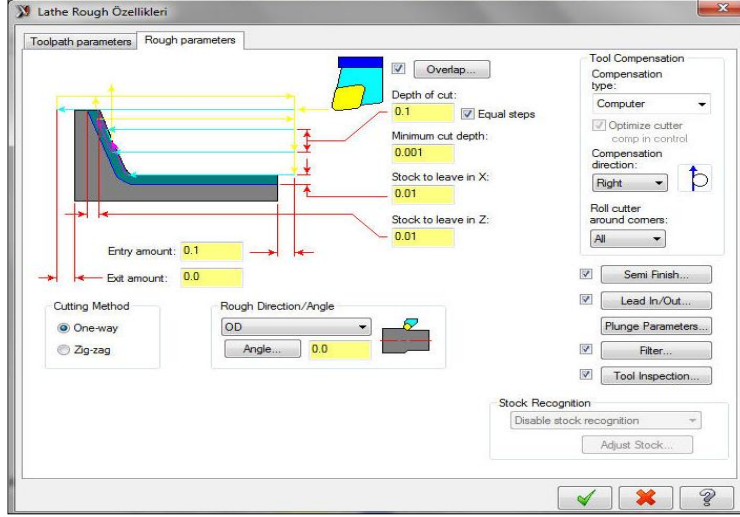 Lathe Rough Özellikleri
Toolpath parameters
Rough parameters
Overlap...
Depth of cut:
0.1
Equal steps
Minimum cut depth:
0.001
Stock to leave in X:
0.01
Stock to leave in Z:
0.01
Entry amount:
0.1
Exit amount:
0.0
Cutting Method
One-way
Zig-zag
Rough Direction/Angle
OD
Angle...
0.0
Tool Compensation
Compensation
type:
Computer
Optimize cutter
comp in control
Compensation
direction:
Right
Roll cutter
around corners:
All
Semi Finish...
Lead In/Out...
Plunge Parameters...
Filter...
Tool Inspection...
Stock Recognition
Disable stock recognition
Adjust Stock...